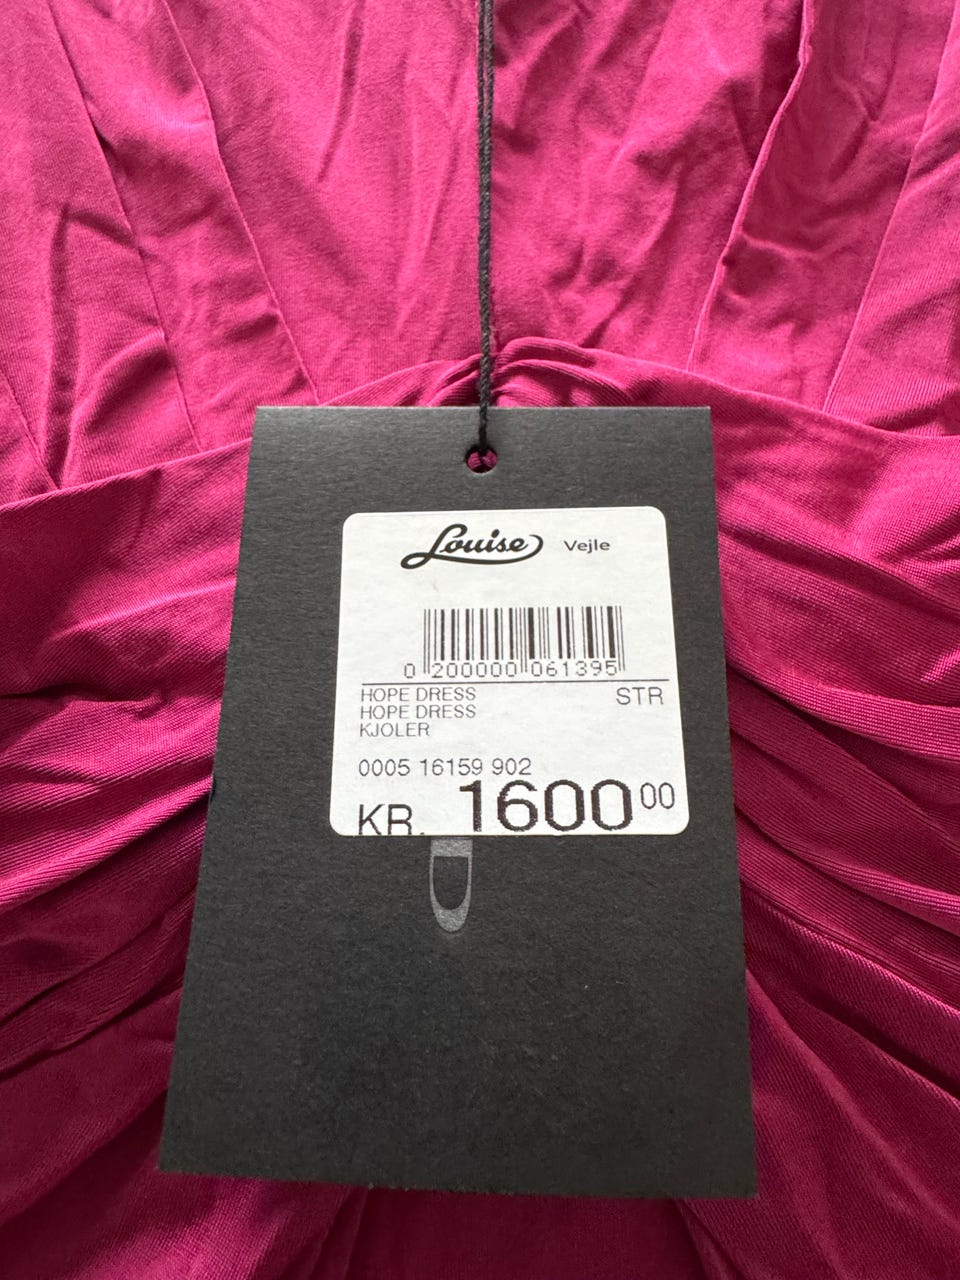 Louise Vejle
0 200000 061395
HOPE DRESS STR
HOPE DRESS
KJOLER
0005 16159 902
KR. 1600 00